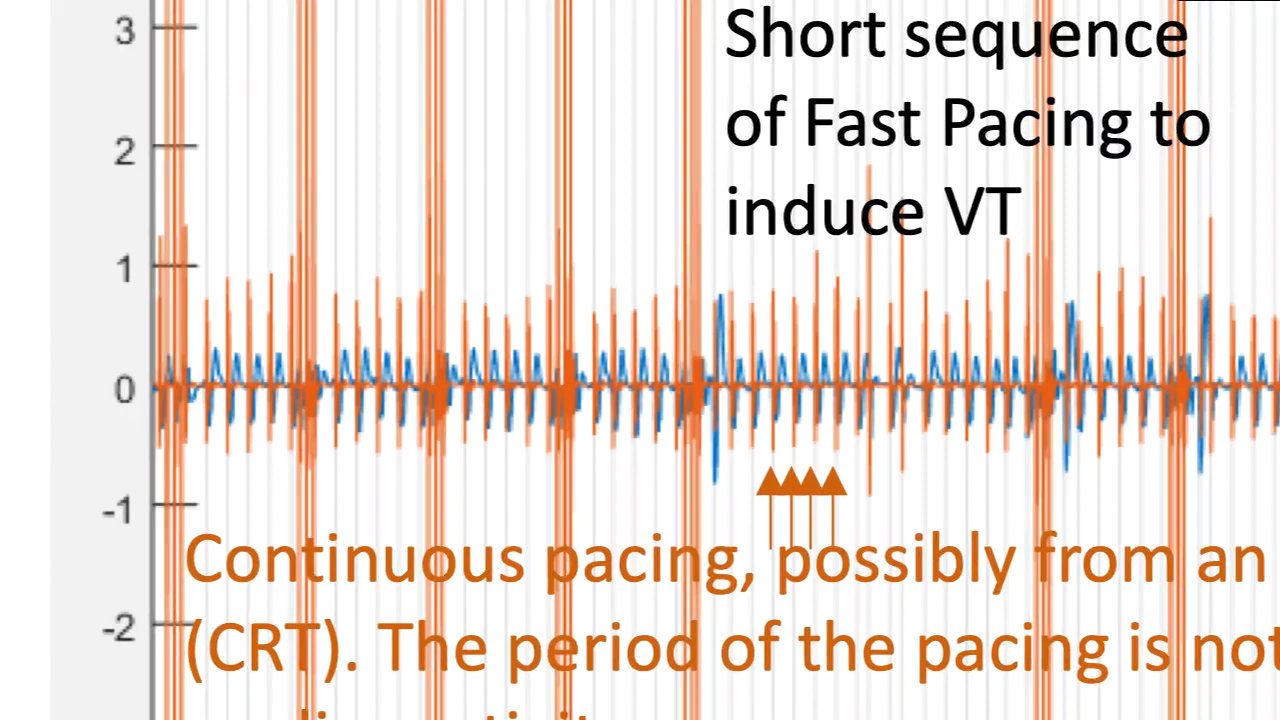 3
2
1
0
-1
-2
Short sequence
of Fast Pacing to
induce VT
Continuous pacing, possibly from an
(CRT). The period of the pacing is not